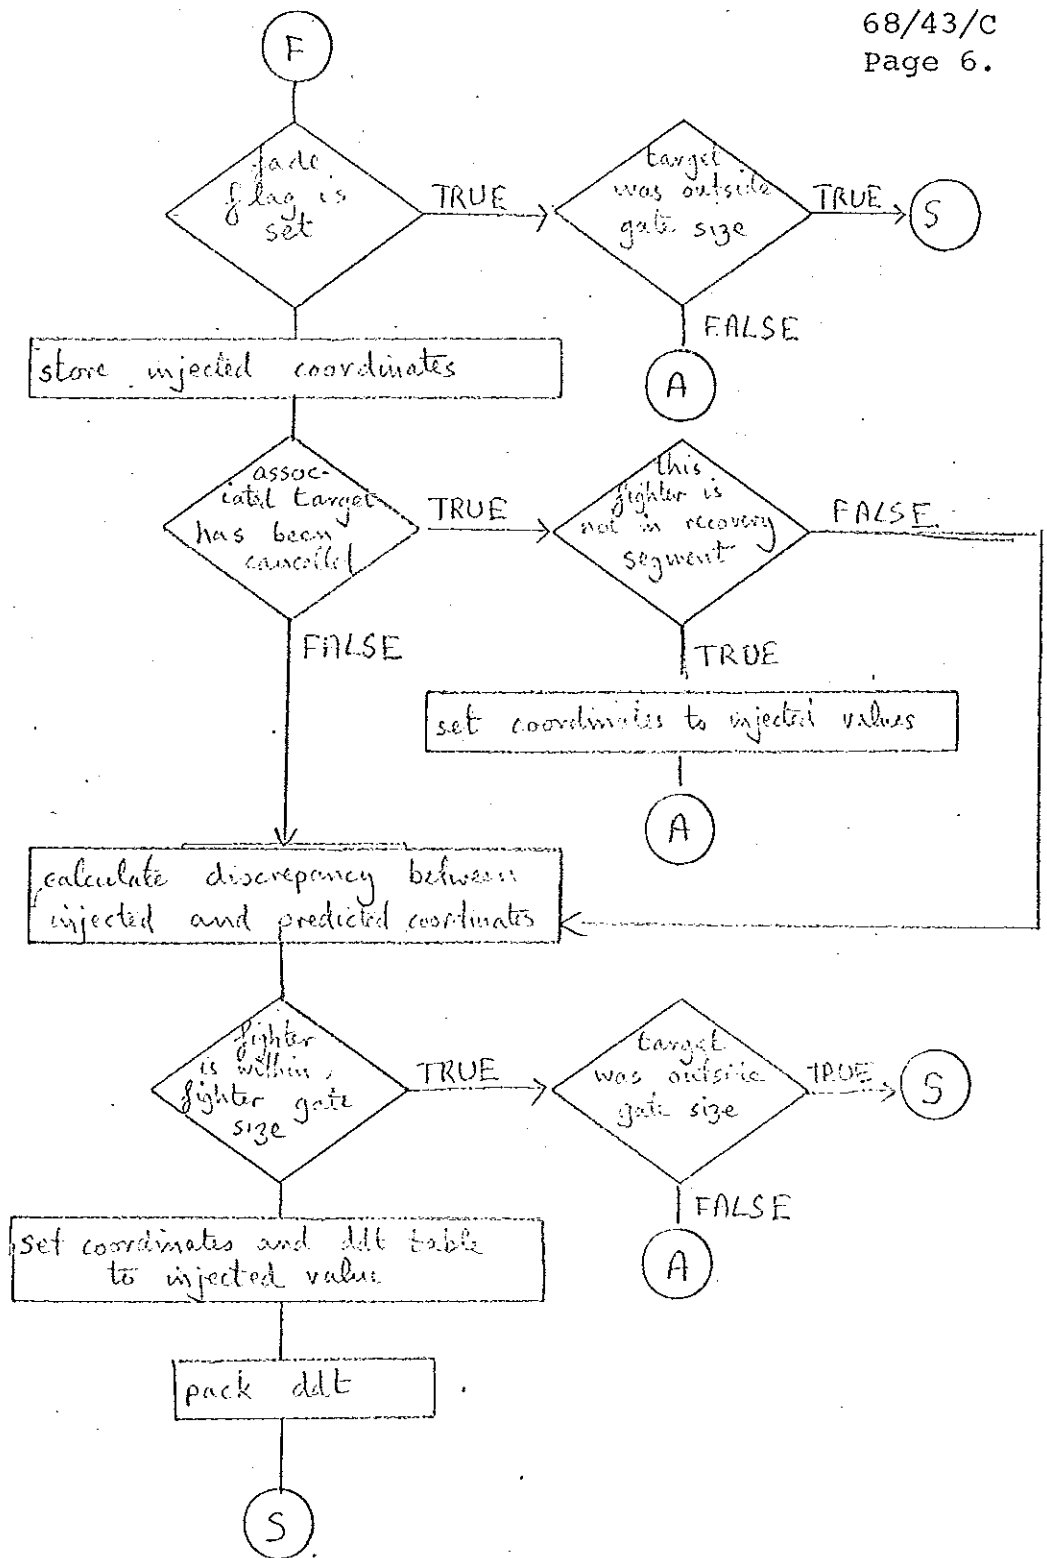 68/43/C
Page 6.
F
fade
flag is
set
TRUE
target
was outside
gate size
TRUE
S
FALSE
A
store injected coordinates
assoc-
iated target
has been
cancelled
TRUE
this
fighter is
not in recovery
segment
FALSE
FALSE
TRUE
set coordinates to injected values
A
calculate discrepancy between
injected and predicted coordinates
fighter
is within
fighter gate
size
TRUE
target
was outside
gate size
TRUE
S
FALSE
A
set coordinates and ddt table
to injected value
pack ddt
S